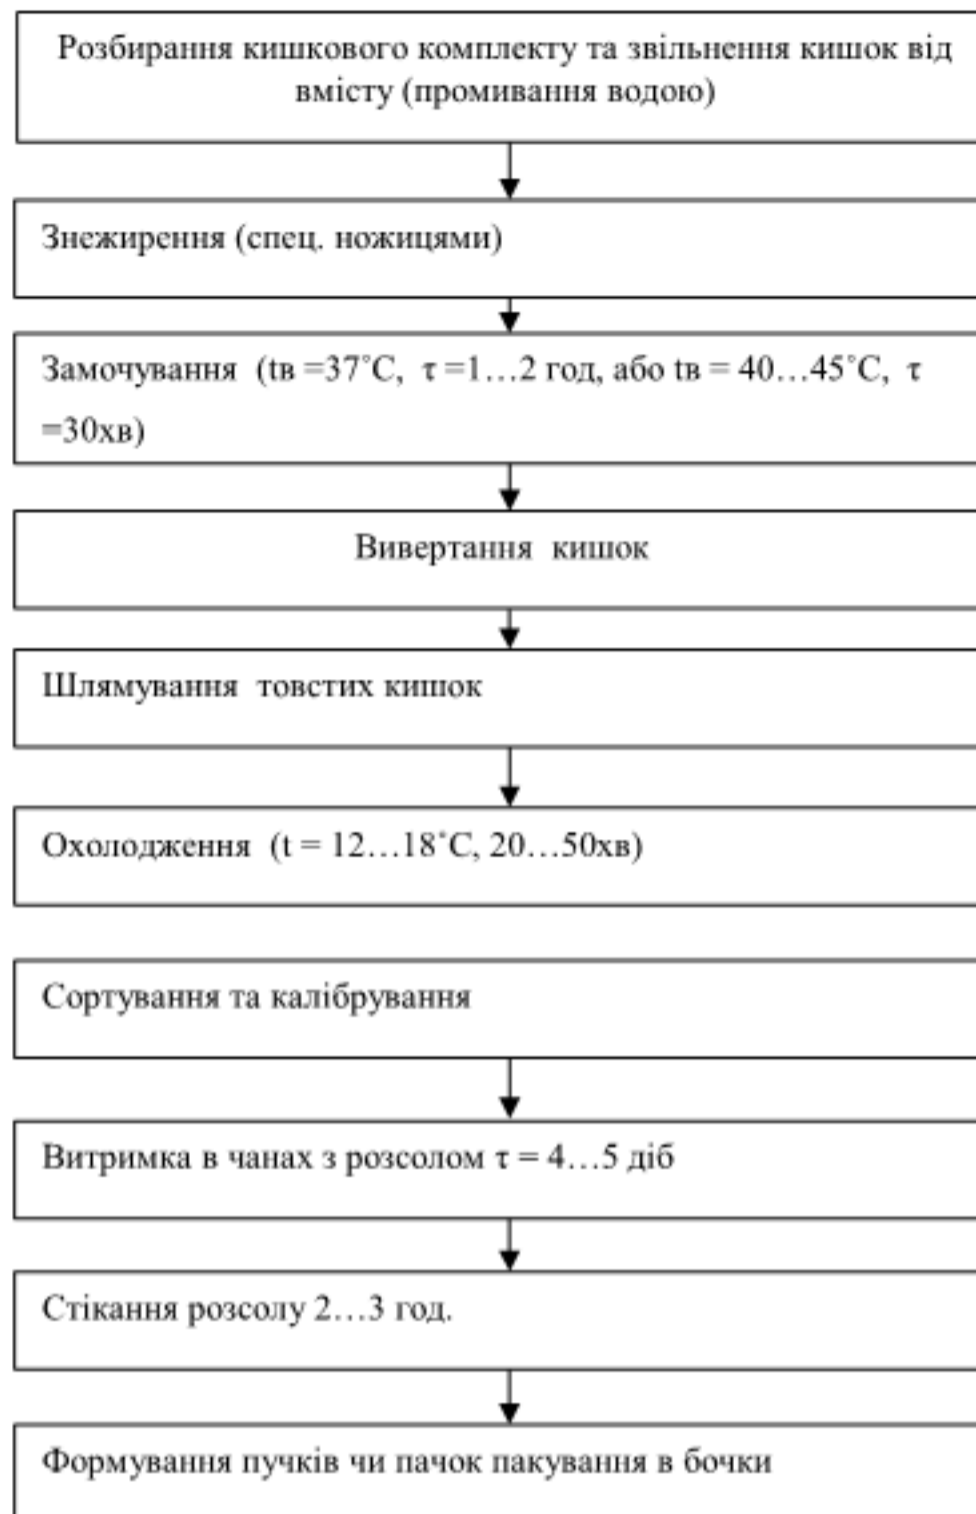 Розбирання кишкового комплекту та звільнення кишок від
вмісту (промивання водою)
Знежирення (спец. ножицями)
Замочування (tв =37˚С, τ =1…2 год, або tв = 40…45˚С, τ
=30хв)
Вивертання кишок
Шлямування товстих кишок
Охолодження (t = 12…18˚С, 20…50хв)
Сортування та калібрування
Витримка в чанах з розсолом τ = 4…5 діб
Стікання розсолу 2…3 год.
Формування пучків чи пачок пакування в бочки